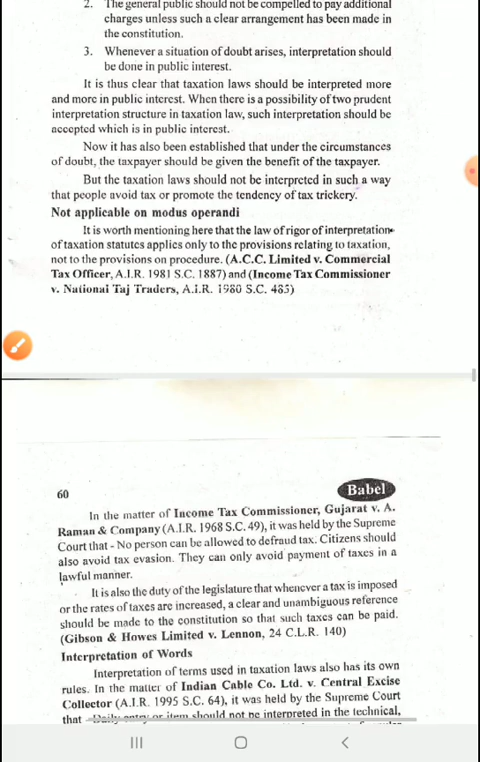 2. The general public should not be compelled to pay additional
charges unless such a clear arrangement has been made in
the constitution.
3. Whenever a situation of doubt arises, interpretation should
be done in public interest.
It is thus clear that taxation laws should be interpreted more
and more in public interest. When there is a possibility of two prudent
interpretation structure in taxation law, such interpretation should be
accepted which is in public interest.
Now it has also been established that under the circumstances
of doubt, the taxpayer should be given the benefit of the taxpayer.
But the taxation laws should not be interpreted in such a way
that people avoid tax or promote the tendency of tax trickery.
Not applicable on modus operandi
It is worth mentioning here that the law of rigor of interpretation
of taxation statutes applies only to the provisions relating to taxation,
not to the provisions on procedure. (A.C.C. Limited v. Commercial
Tax Officer, A.I.R. 1981 S.C. 1887) and (Income Tax Commissioner
v. National Taj Traders, A.I.R. 1980 S.C. 485)
60 Babel
In the matter of Income Tax Commissioner, Gujarat v. A.
Raman & Company (A.I.R. 1968 S.C. 49), it was held by the Supreme
Court that - No person can be allowed to defraud tax. Citizens should
also avoid tax evasion. They can only avoid payment of taxes in a
lawful manner.
It is also the duty of the legislature that whenever a tax is imposed
or the rates of taxes are increased, a clear and unambiguous reference
should be made to the constitution so that such taxes can be paid.
(Gibson & Howes Limited v. Lennon, 24 C.L.R. 140)
Interpretation of Words
Interpretation of terms used in taxation laws also has its own
rules. In the matter of Indian Cable Co. Ltd. v. Central Excise
Collector (A.I.R. 1995 S.C. 64), it was held by the Supreme Court
that - Daily entry or item should not be interpreted in the technical,